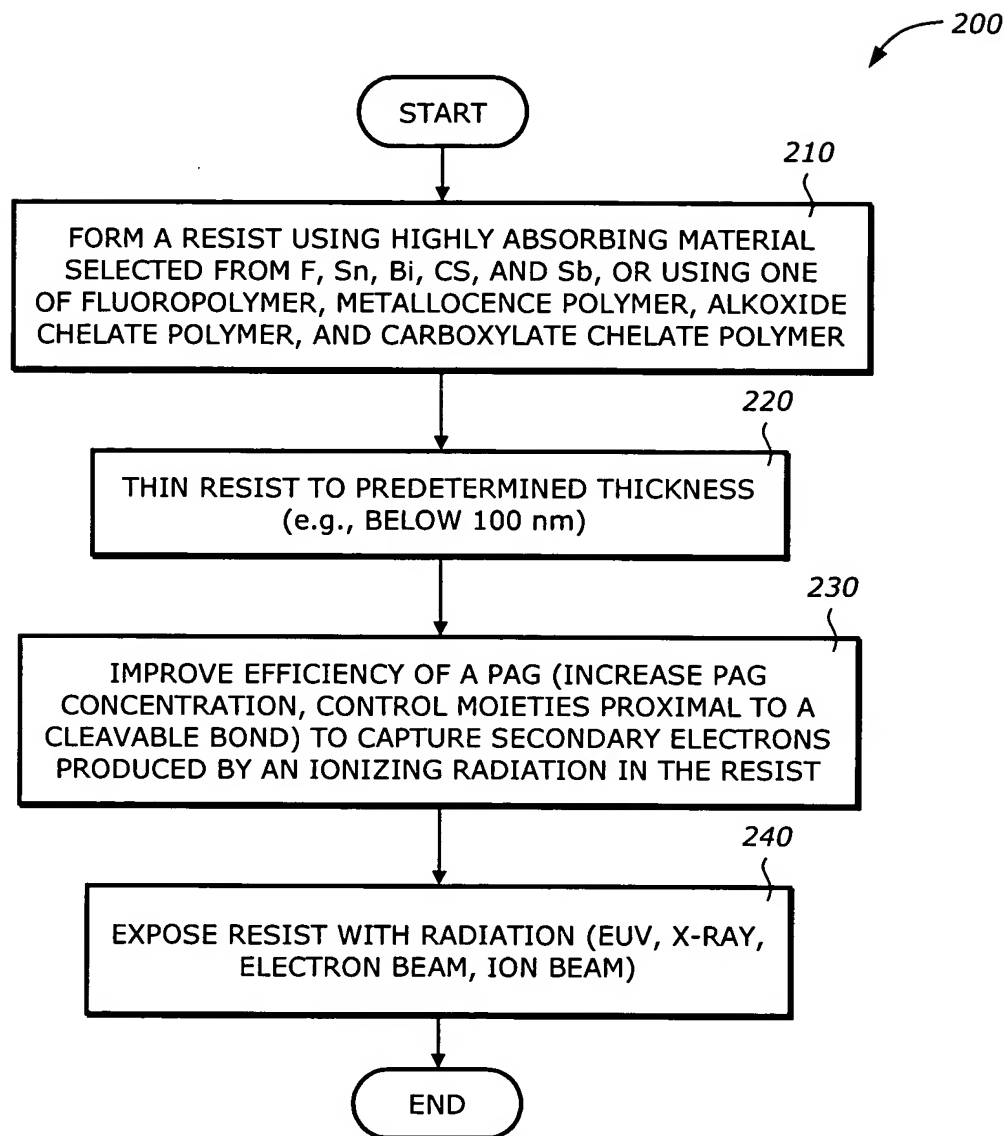 200
START
210
FORM A RESIST USING HIGHLY ABSORBING MATERIAL
SELECTED FROM F, Sn, Bi, CS, AND Sb, OR USING ONE
OF FLUOROPOLYMER, METALLOCENCE POLYMER, ALKOXIDE
CHELATE POLYMER, AND CARBOXYLATE CHELATE POLYMER
220
THIN RESIST TO PREDETERMINED THICKNESS
(e.g., BELOW 100 nm)
230
IMPROVE EFFICIENCY OF A PAG (INCREASE PAG
CONCENTRATION, CONTROL MOIETIES PROXIMAL TO A
CLEAVABLE BOND) TO CAPTURE SECONDARY ELECTRONS
PRODUCED BY AN IONIZING RADIATION IN THE RESIST
240
EXPOSE RESIST WITH RADIATION (EUV, X-RAY,
ELECTRON BEAM, ION BEAM)
END